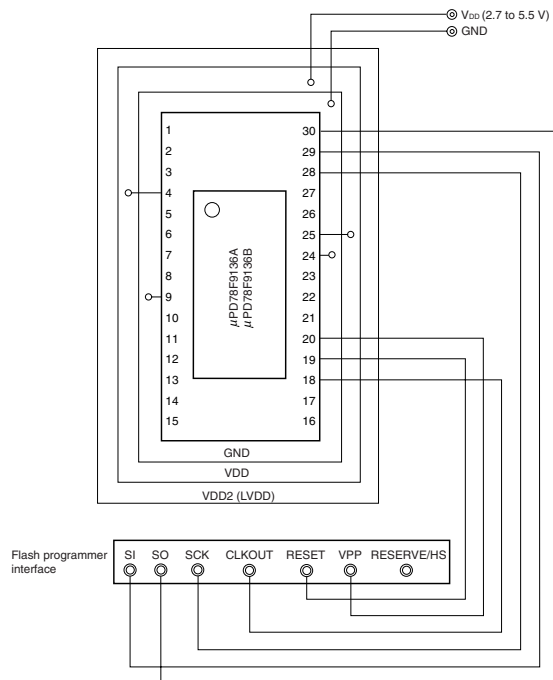 VDD (2.7 to 5.5 V)
GND
1 30
2 29
3 28
4 27
5 26
6 25
7 24
8 23
9 22
10 21
11 20
12 19
13 18
14 17
15 16
µPD78F9136A
µPD78F9136B
GND
VDD
VDD2 (LVDD)
Flash programmer
interface
SI SO SCK CLKOUT RESET VPP RESERVE/HS